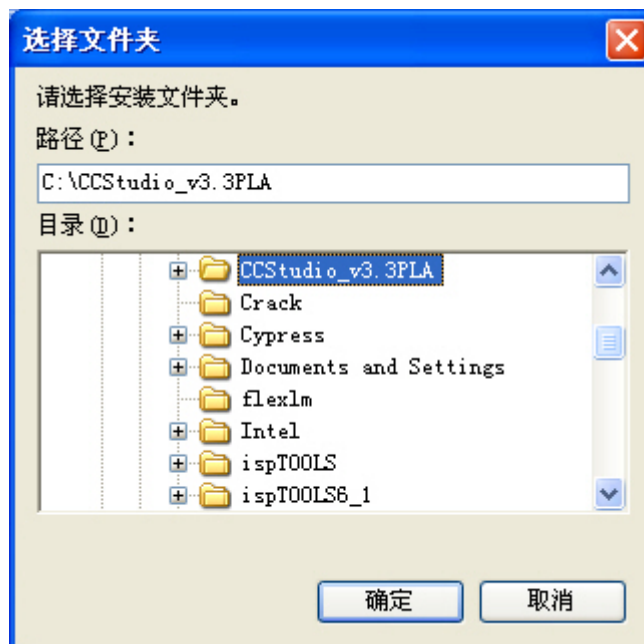 选择文件夹
请选择安装文件夹。
路径(P)：
C:\CCStudio_v3.3PLA
目录(D)：
CCStudio_v3.3PLA
Crack
Cypress
Documents and Settings
flexlm
Intel
ispTOOLS
ispTOOLS6_1
确定 取消